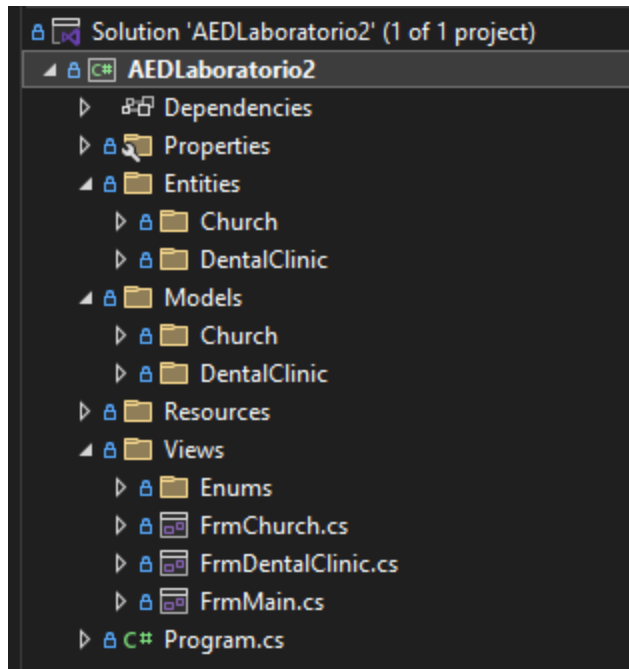 Solution 'AEDLaboratorio2' (1 of 1 project)
C# AEDLaboratorio2
Dependencies
Properties
Entities
Church
DentalClinic
Models
Church
DentalClinic
Resources
Views
Enums
FrmChurch.cs
FrmDentalClinic.cs
FrmMain.cs
C# Program.cs